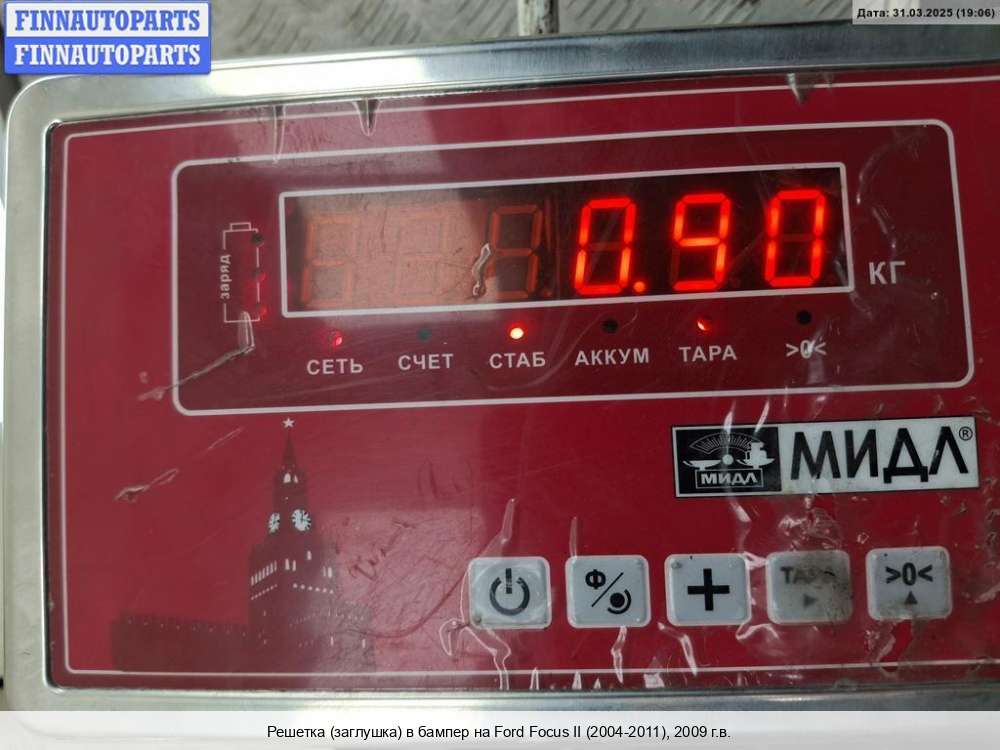 FINNAUTOPARTS
FINNAUTOPARTS
Дата: 31.03.2025 (19:06)
заряд
0.90
КГ
СЕТЬ СЧЕТ СТАБ АККУМ ТАРА >0<
МИДЛ МИДЛ®
Ф + ТАРА >0<
Решетка (заглушка) в бампер на Ford Focus II (2004-2011), 2009 г.в.